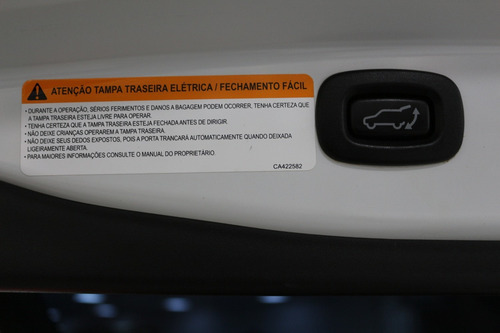 ATENÇÃO TAMPA TRASEIRA ELÉTRICA / FECHAMENTO FÁCIL
• DURANTE A OPERAÇÃO, SÉRIOS FERIMENTOS E DANOS A BAGAGEM PODEM OCORRER, TENHA CERTEZA QUE
A TAMPA TRASEIRA ESTEJA LIVRE PARA OPERAR.
• TENHA CERTEZA QUE A TAMPA TRASEIRA ESTEJA FECHADA ANTES DE DIRIGIR.
• NÃO DEIXE CRIANÇAS OPERAREM A TAMPA TRASEIRA.
• NÃO DEIXE SEUS DEDOS EXPOSTOS, POIS A PORTA TRANCARÁ AUTOMATICAMENTE QUANDO DEIXADA
LIGEIRAMENTE ABERTA.
• PARA MAIORES INFORMAÇÕES CONSULTE O MANUAL DO PROPRIETÁRIO.
CA422582